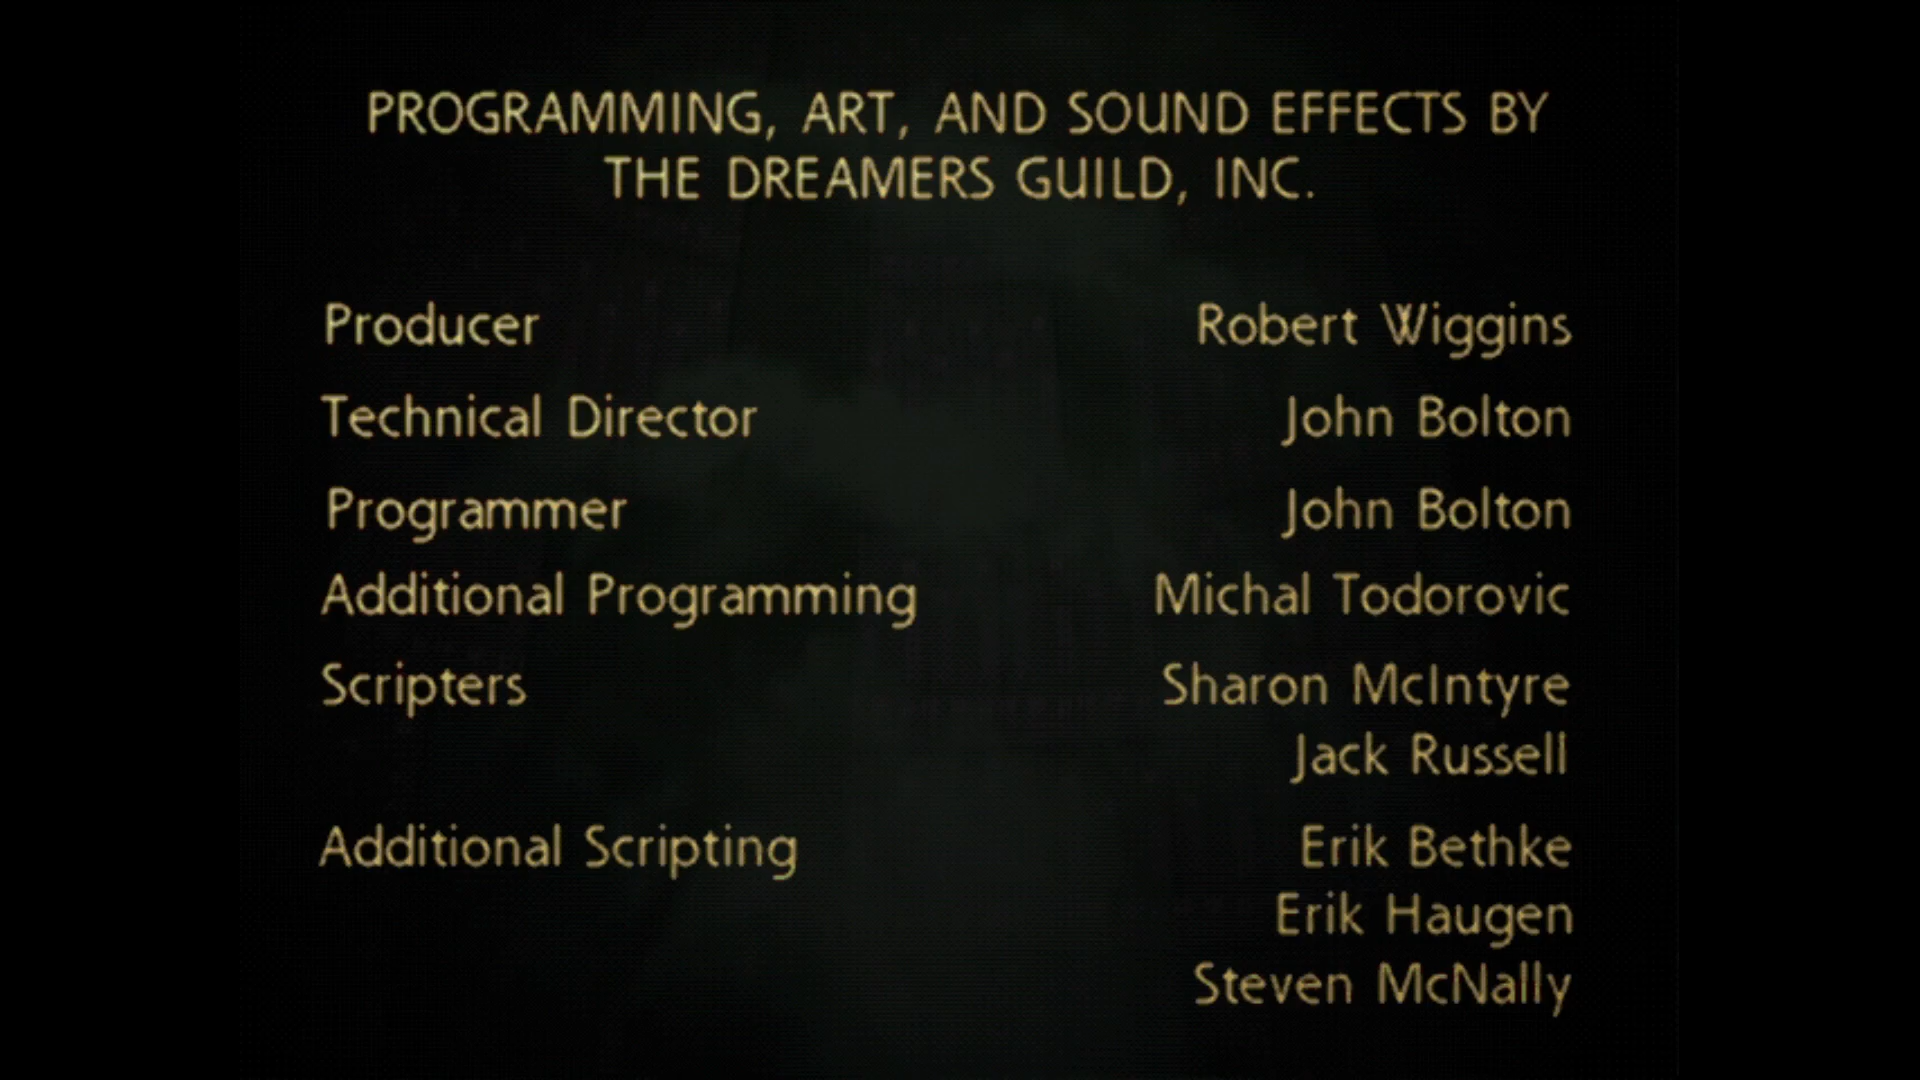 PROGRAMMING, ART, AND SOUND EFFECTS BY
THE DREAMERS GUILD, INC.
Producer Robert Wiggins
Technical Director John Bolton
Programmer John Bolton
Additional Programming Michal Todorovic
Scripters Sharon McIntyre
Jack Russell
Additional Scripting Erik Bethke
Erik Haugen
Steven McNally